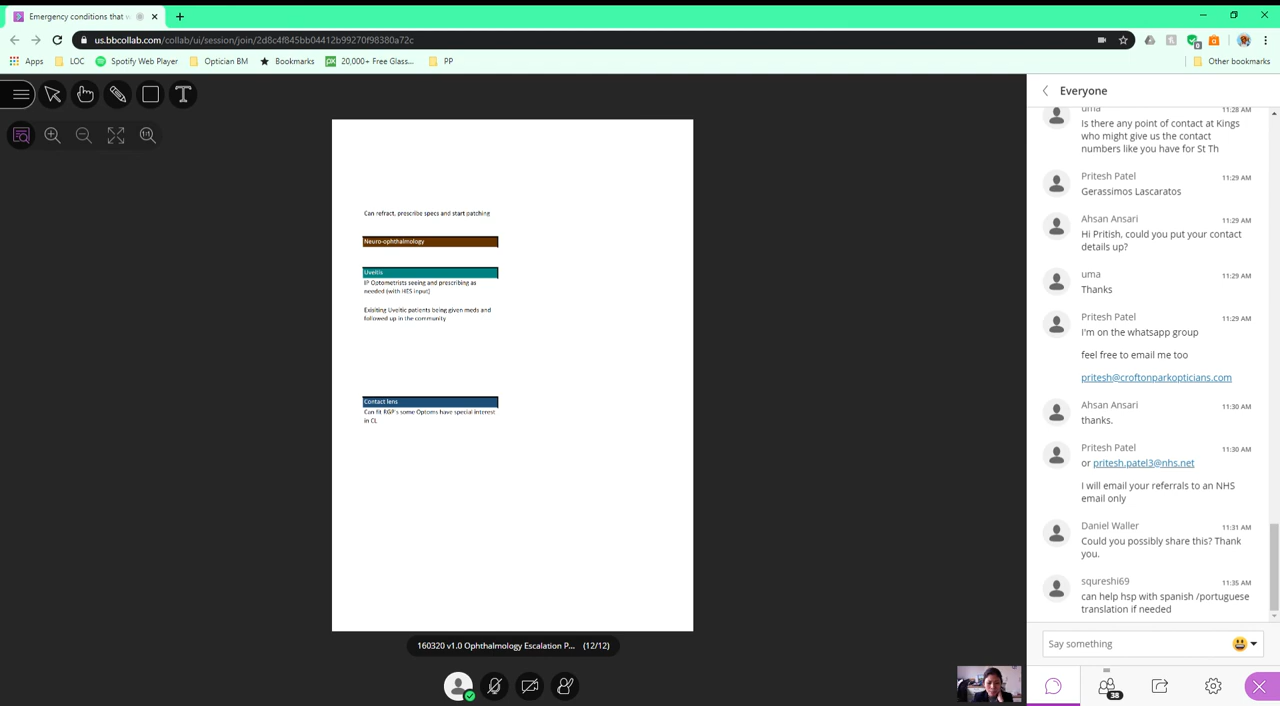 Emergency conditions that
us.bbcollab.com/collab/ui/session/join/2d8c4f845bb04412b99270f98380a72c
Apps
LOC
Spotify Web Player
Optician BM
Bookmarks
px
20,000+ Free Glass...
PP
Other bookmarks
T
1:1
Can refract, prescribe specs and start patching
Neuro-ophthalmology
Uveitis
IP Optometrists seeing and prescribing as
needed (with HES input)
Exisiting Uveitic patients being given meds and
followed up in the community
Contact lens
Can fit RGP's some Optoms have special interest
in CL
160320 v1.0 Ophthalmology Escalation P... (12/12)
Everyone
uma 11:28 AM
Is there any point of contact at Kings
who might give us the contact
numbers like you have for St Th
Pritesh Patel 11:29 AM
Gerassimos Lascaratos
Ahsan Ansari 11:29 AM
Hi Pritish, could you put your contact
details up?
uma 11:29 AM
Thanks
Pritesh Patel 11:29 AM
I'm on the whatsapp group
feel free to email me too
pritesh@croftonparkopticians.com
Ahsan Ansari 11:30 AM
thanks.
Pritesh Patel 11:30 AM
or pritesh.patel3@nhs.net
I will email your referrals to an NHS
email only
Daniel Waller 11:31 AM
Could you possibly share this? Thank
you.
squreshi69 11:35 AM
can help hsp with spanish /portuguese
translation if needed
Say something
38